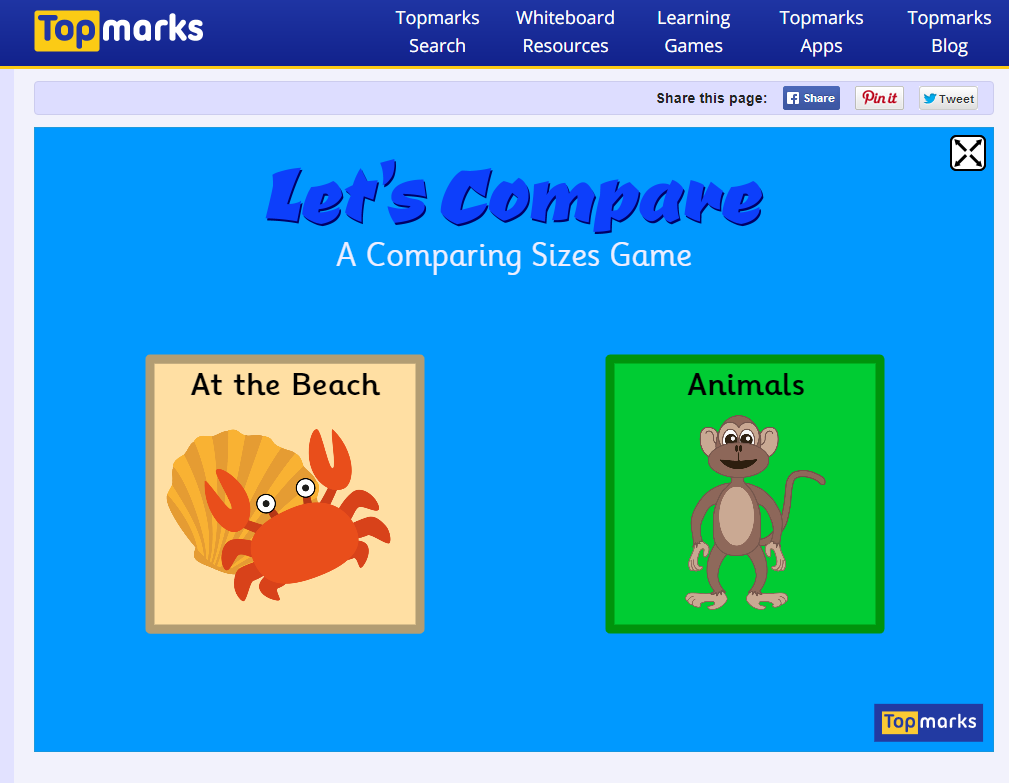 Topmarks
Topmarks Search
Whiteboard Resources
Learning Games
Topmarks Apps
Topmarks Blog
Share this page:
Share
Pin it
Tweet
Let's Compare
A Comparing Sizes Game
At the Beach
Animals
Topmarks